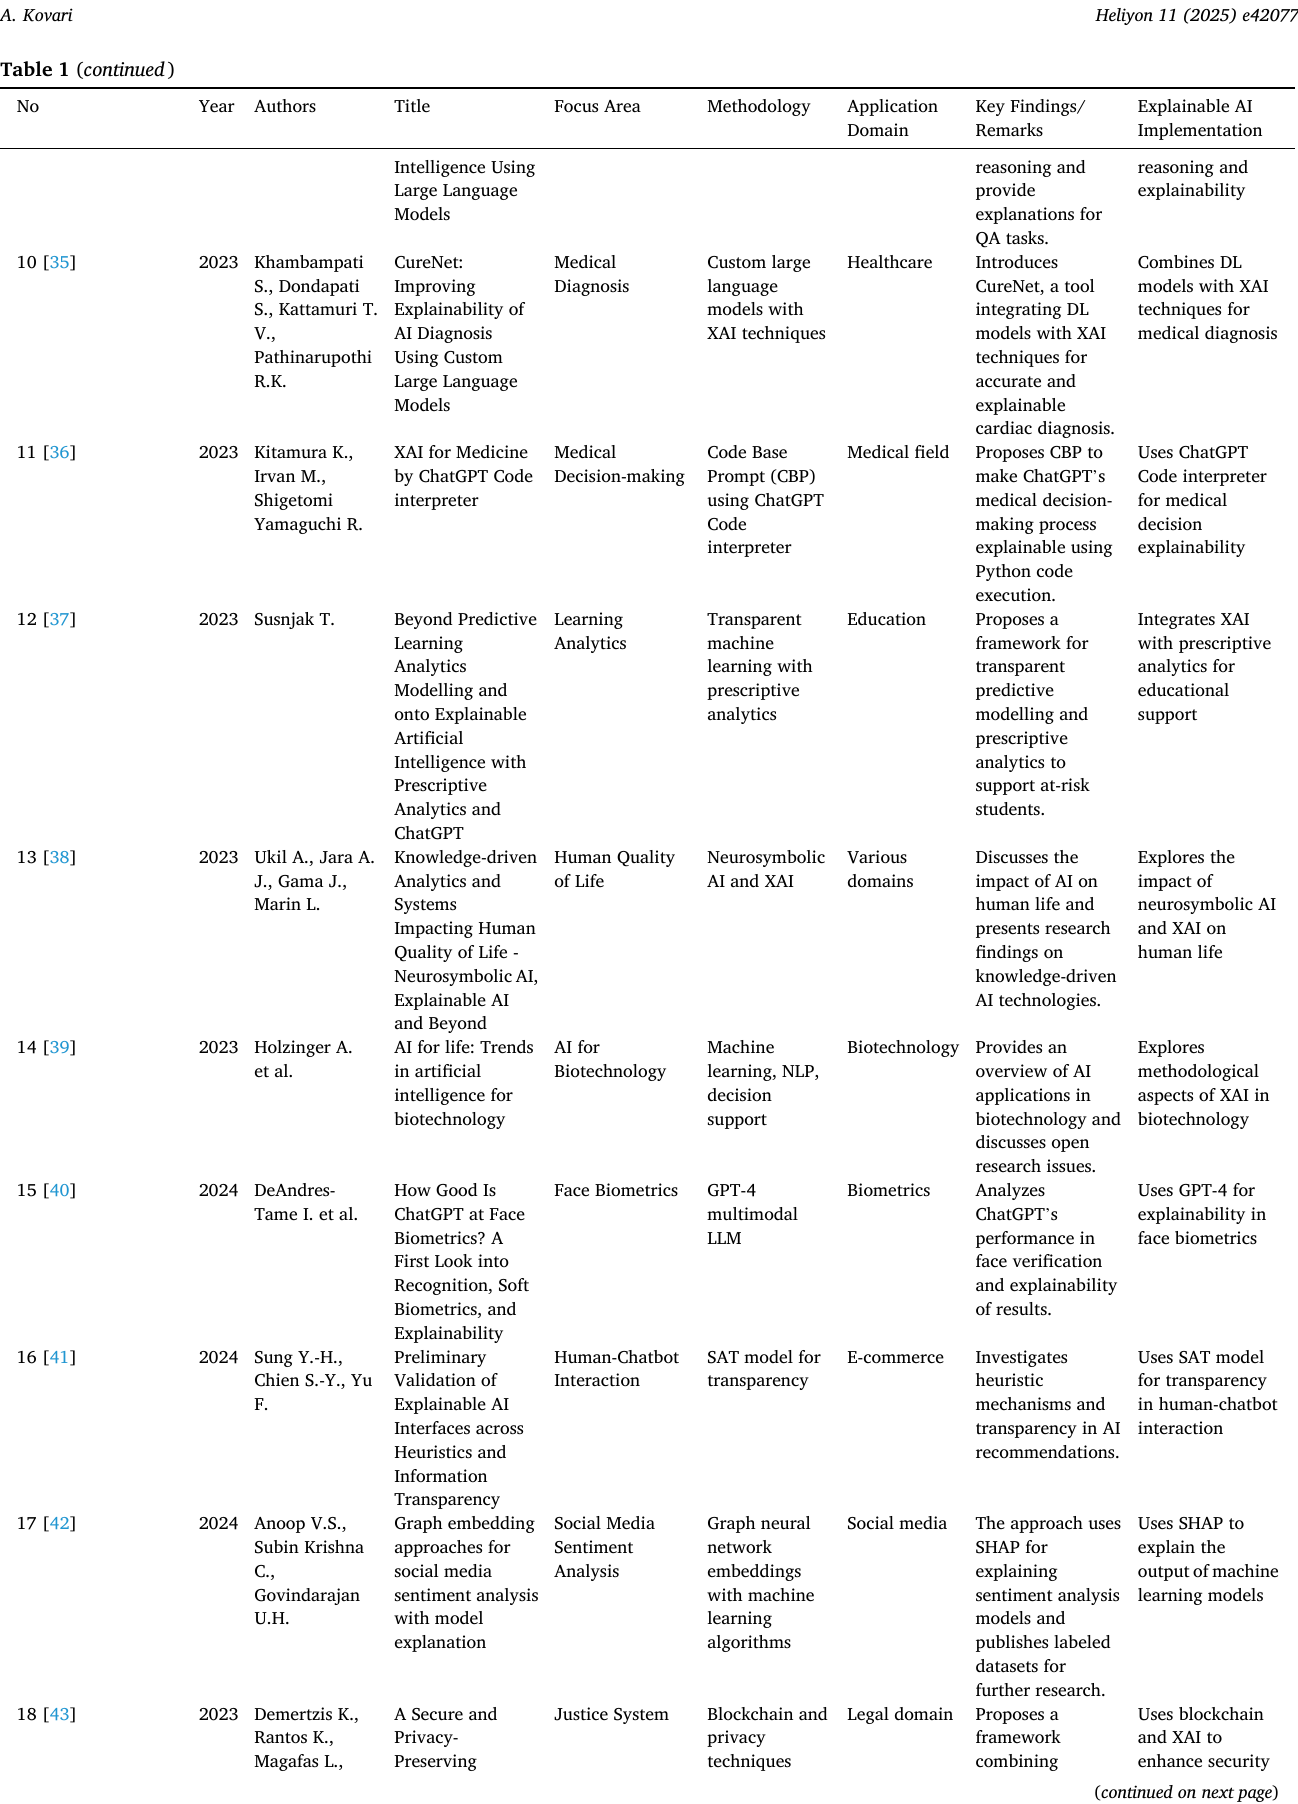 A. Kovari
Heliyon 11 (2025) e42077
Table 1 (continued)
No Year Authors Title Focus Area Methodology Application Domain Key Findings/ Remarks Explainable AI Implementation
Intelligence Using
Large Language
Models
reasoning and
provide
explanations for
QA tasks.
reasoning and
explainability
10 [35]
2023
Khambampati
S., Dondapati
S., Kattamuri T.
V.,
Pathinarupothi
R.K.
CureNet:
Improving
Explainability of
AI Diagnosis
Using Custom
Large Language
Models
Medical
Diagnosis
Custom large
language
models with
XAI techniques
Healthcare
Introduces
CureNet, a tool
integrating DL
models with XAI
techniques for
accurate and
explainable
cardiac diagnosis.
Combines DL
models with XAI
techniques for
medical diagnosis
11 [36]
2023
Kitamura K.,
Irvan M.,
Shigetomi
Yamaguchi R.
XAI for Medicine
by ChatGPT Code
interpreter
Medical
Decision-making
Code Base
Prompt (CBP)
using ChatGPT
Code
interpreter
Medical field
Proposes CBP to
make ChatGPT's
medical decision-
making process
explainable using
Python code
execution.
Uses ChatGPT
Code interpreter
for medical
decision
explainability
12 [37]
2023
Susnjak T.
Beyond Predictive
Learning
Analytics
Modelling and
onto Explainable
Artificial
Intelligence with
Prescriptive
Analytics and
ChatGPT
Learning
Analytics
Transparent
machine
learning with
prescriptive
analytics
Education
Proposes a
framework for
transparent
predictive
modelling and
prescriptive
analytics to
support at-risk
students.
Integrates XAI
with prescriptive
analytics for
educational
support
13 [38]
2023
Ukil A., Jara A.
J., Gama J.,
Marin L.
Knowledge-driven
Analytics and
Systems
Impacting Human
Quality of Life -
Neurosymbolic AI,
Explainable AI
and Beyond
Human Quality
of Life
Neurosymbolic
AI and XAI
Various
domains
Discusses the
impact of AI on
human life and
presents research
findings on
knowledge-driven
AI technologies.
Explores the
impact of
neurosymbolic AI
and XAI on
human life
14 [39]
2023
Holzinger A.
et al.
AI for life: Trends
in artificial
intelligence for
biotechnology
AI for
Biotechnology
Machine
learning, NLP,
decision
support
Biotechnology
Provides an
overview of AI
applications in
biotechnology and
discusses open
research issues.
Explores
methodological
aspects of XAI in
biotechnology
15 [40]
2024
DeAndres-
Tame I. et al.
How Good Is
ChatGPT at Face
Biometrics? A
First Look into
Recognition, Soft
Biometrics, and
Explainability
Face Biometrics
GPT-4
multimodal
LLM
Biometrics
Analyzes
ChatGPT's
performance in
face verification
and explainability
of results.
Uses GPT-4 for
explainability in
face biometrics
16 [41]
2024
Sung Y.-H.,
Chien S.-Y., Yu
F.
Preliminary
Validation of
Explainable AI
Interfaces across
Heuristics and
Information
Transparency
Human-Chatbot
Interaction
SAT model for
transparency
E-commerce
Investigates
heuristic
mechanisms and
transparency in AI
recommendations.
Uses SAT model
for transparency
in human-chatbot
interaction
17 [42]
2024
Anoop V.S.,
Subin Krishna
C.,
Govindarajan
U.H.
Graph embedding
approaches for
social media
sentiment analysis
with model
explanation
Social Media
Sentiment
Analysis
Graph neural
network
embeddings
with machine
learning
algorithms
Social media
The approach uses
SHAP for
explaining
sentiment analysis
models and
publishes labeled
datasets for
further research.
Uses SHAP to
explain the
output of machine
learning models
18 [43]
2023
Demertzis K.,
Rantos K.,
Magafas L.,
A Secure and
Privacy-
Preserving
Justice System
Blockchain and
privacy
techniques
Legal domain
Proposes a
framework
combining
Uses blockchain
and XAI to
enhance security
(continued on next page)